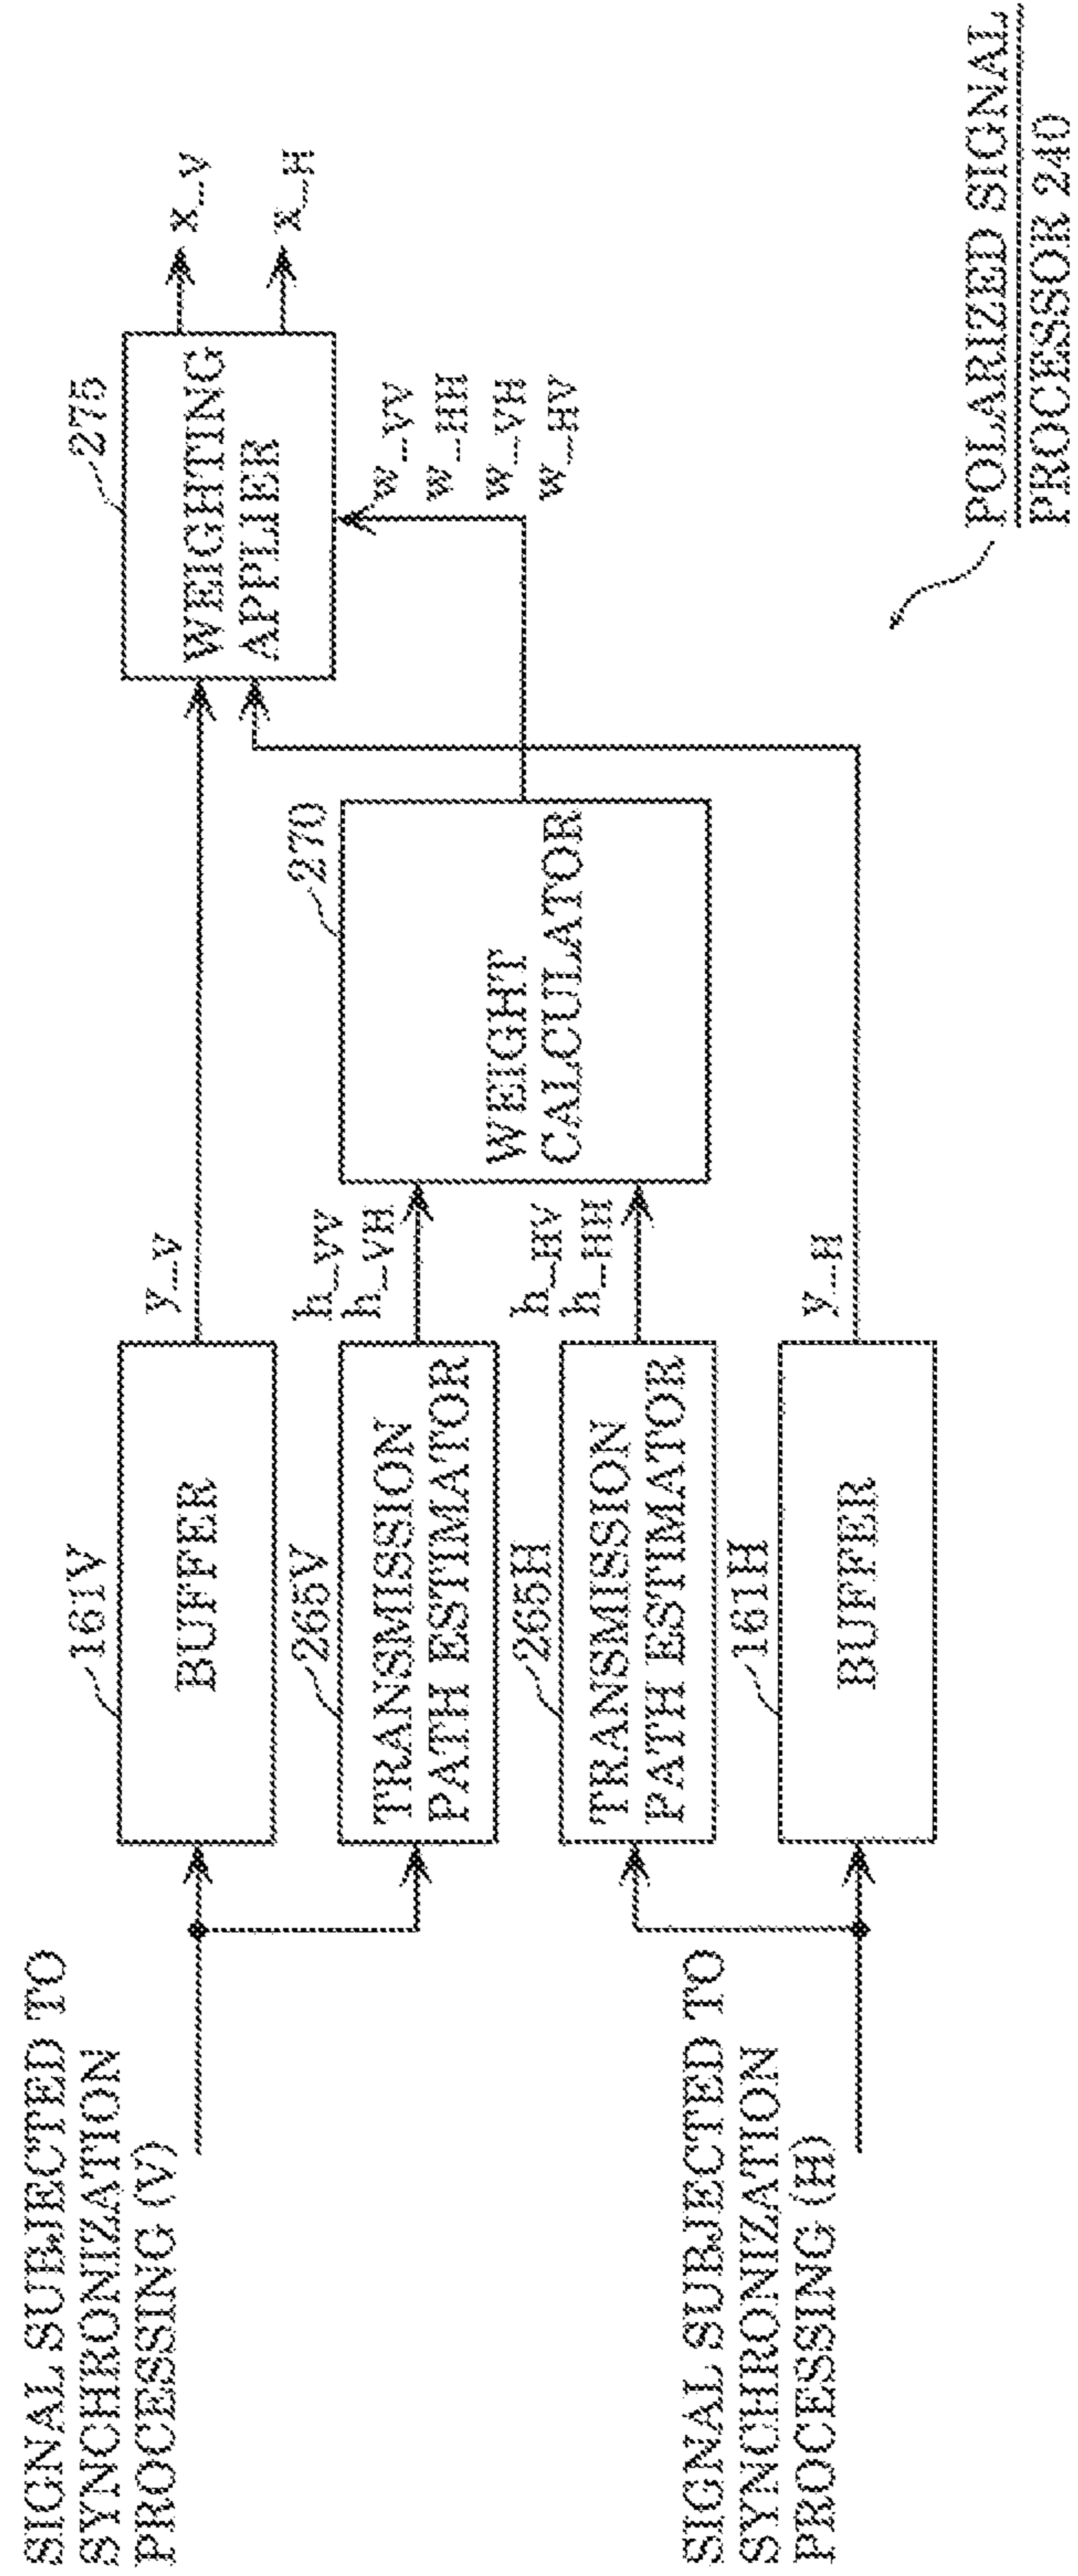 SIGNAL SUBJECTED TO
SYNCHRONIZATION
PROCESSING (V)
161V
BUFFER
y_V
265V
TRANSMISSION
PATH ESTIMATOR
h_VV
h_VH
265H
TRANSMISSION
PATH ESTIMATOR
h_HV
h_HH
SIGNAL SUBJECTED TO
SYNCHRONIZATION
PROCESSING (H)
161H
BUFFER
y_H
270
WEIGHT
CALCULATOR
275
WEIGHTING
APPLIER
w_VV
w_HH
w_VH
w_HV
x_V
x_H
POLARIZED SIGNAL
PROCESSOR 240